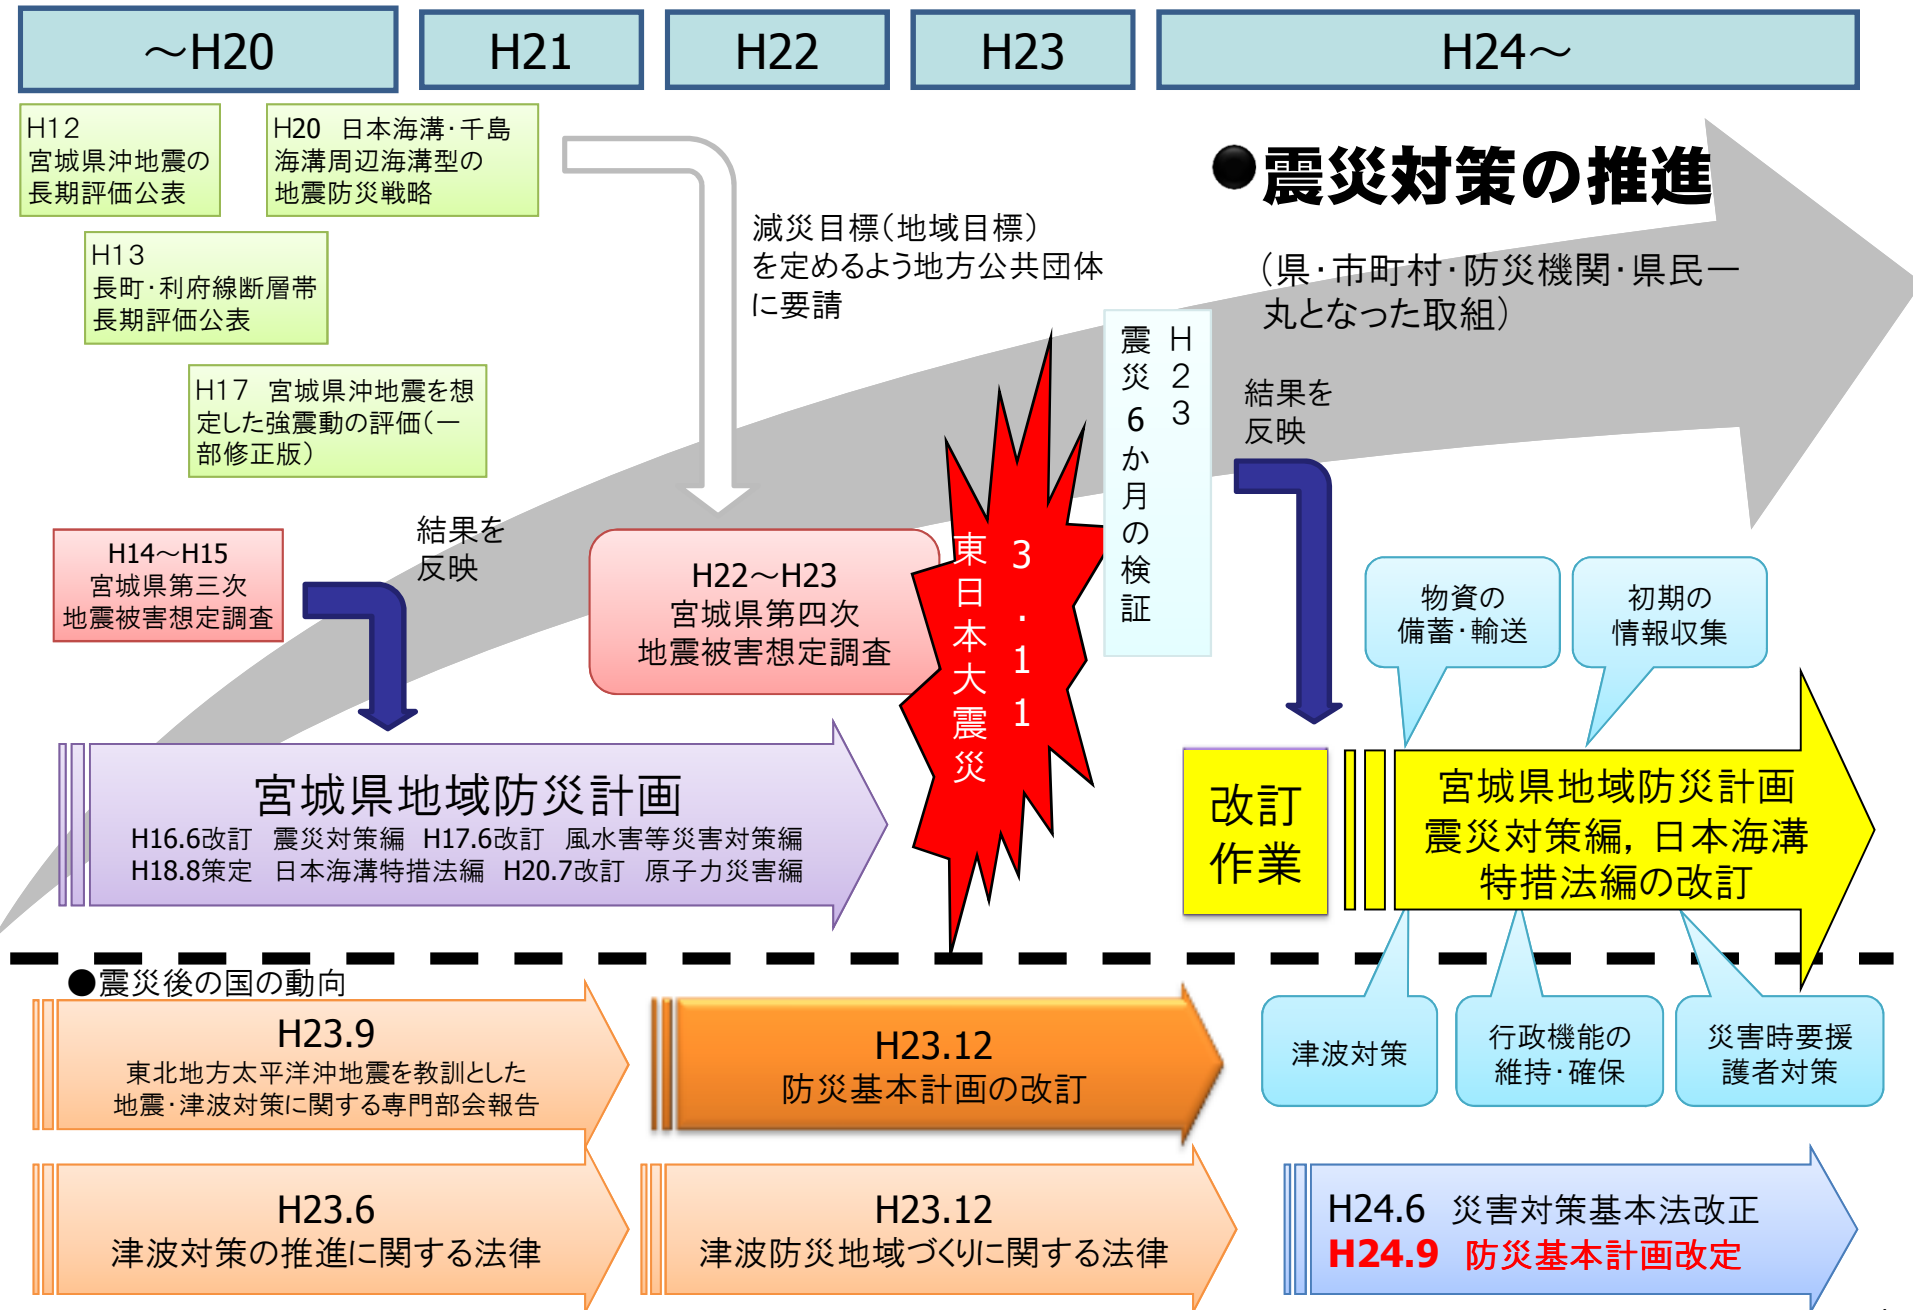 ～H20
H21
H22
H23
H24～
H12
宮城県沖地震の
長期評価公表
H20 日本海溝・千島
海溝周辺海溝型の
地震防災戦略
H13
長町・利府線断層帯
長期評価公表
H17 宮城県沖地震を想
定した強震動の評価（一
部修正版）
減災目標（地域目標）
を定めるよう地方公共団体
に要請
●震災対策の推進
（県・市町村・防災機関・県民一
丸となった取組）
H14～H15
宮城県第三次
地震被害想定調査
結果を
反映
H22～H23
宮城県第四次
地震被害想定調査
3.11
東日本大震災
H23
震災6か月の検証
結果を
反映
物資の
備蓄・輸送
初期の
情報収集
宮城県地域防災計画
H16.6改訂 震災対策編 H17.6改訂 風水害等災害対策編
H18.8策定 日本海溝特措法編 H20.7改訂 原子力災害編
改訂
作業
宮城県地域防災計画
震災対策編，日本海溝
特措法編の改訂
津波対策
行政機能の
維持・確保
災害時要援
護者対策
●震災後の国の動向
H23.9
東北地方太平洋沖地震を教訓とした
地震・津波対策に関する専門部会報告
H23.12
防災基本計画の改訂
H23.6
津波対策の推進に関する法律
H23.12
津波防災地域づくりに関する法律
H24.6 災害対策基本法改正
H24.9 防災基本計画改定